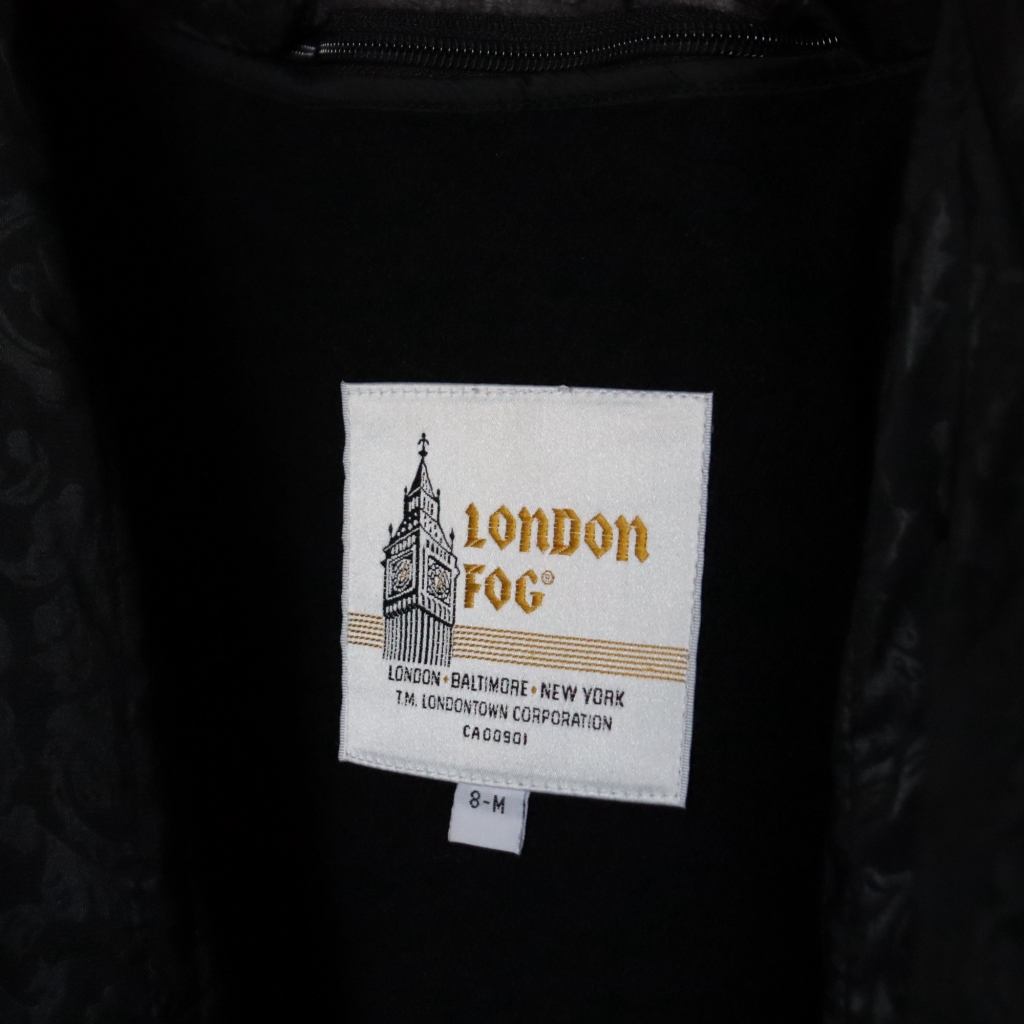 LONDON
FOG®
LONDON • BALTIMORE • NEW YORK
T.M. LONDONTOWN CORPORATION
CA00901
8-M